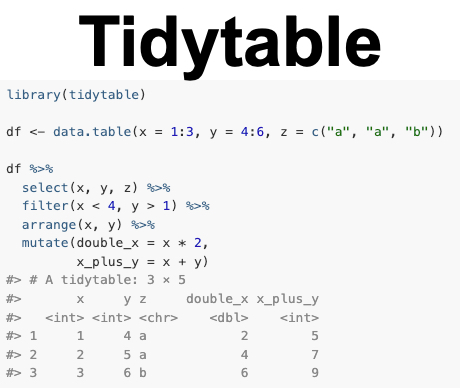 Tidytable
library(tidytable)
df <- data.table(x = 1:3, y = 4:6, z = c("a", "a", "b"))
df %>%
  select(x, y, z) %>%
  filter(x < 4, y > 1) %>%
  arrange(x, y) %>%
  mutate(double_x = x * 2,
         x_plus_y = x + y)
#> # A tidytable: 3 × 5
#>       x     y z     double_x x_plus_y
#>   <int> <int> <chr>    <dbl>    <int>
#> 1     1     4 a            2        5
#> 2     2     5 a            4        7
#> 3     3     6 b            6        9